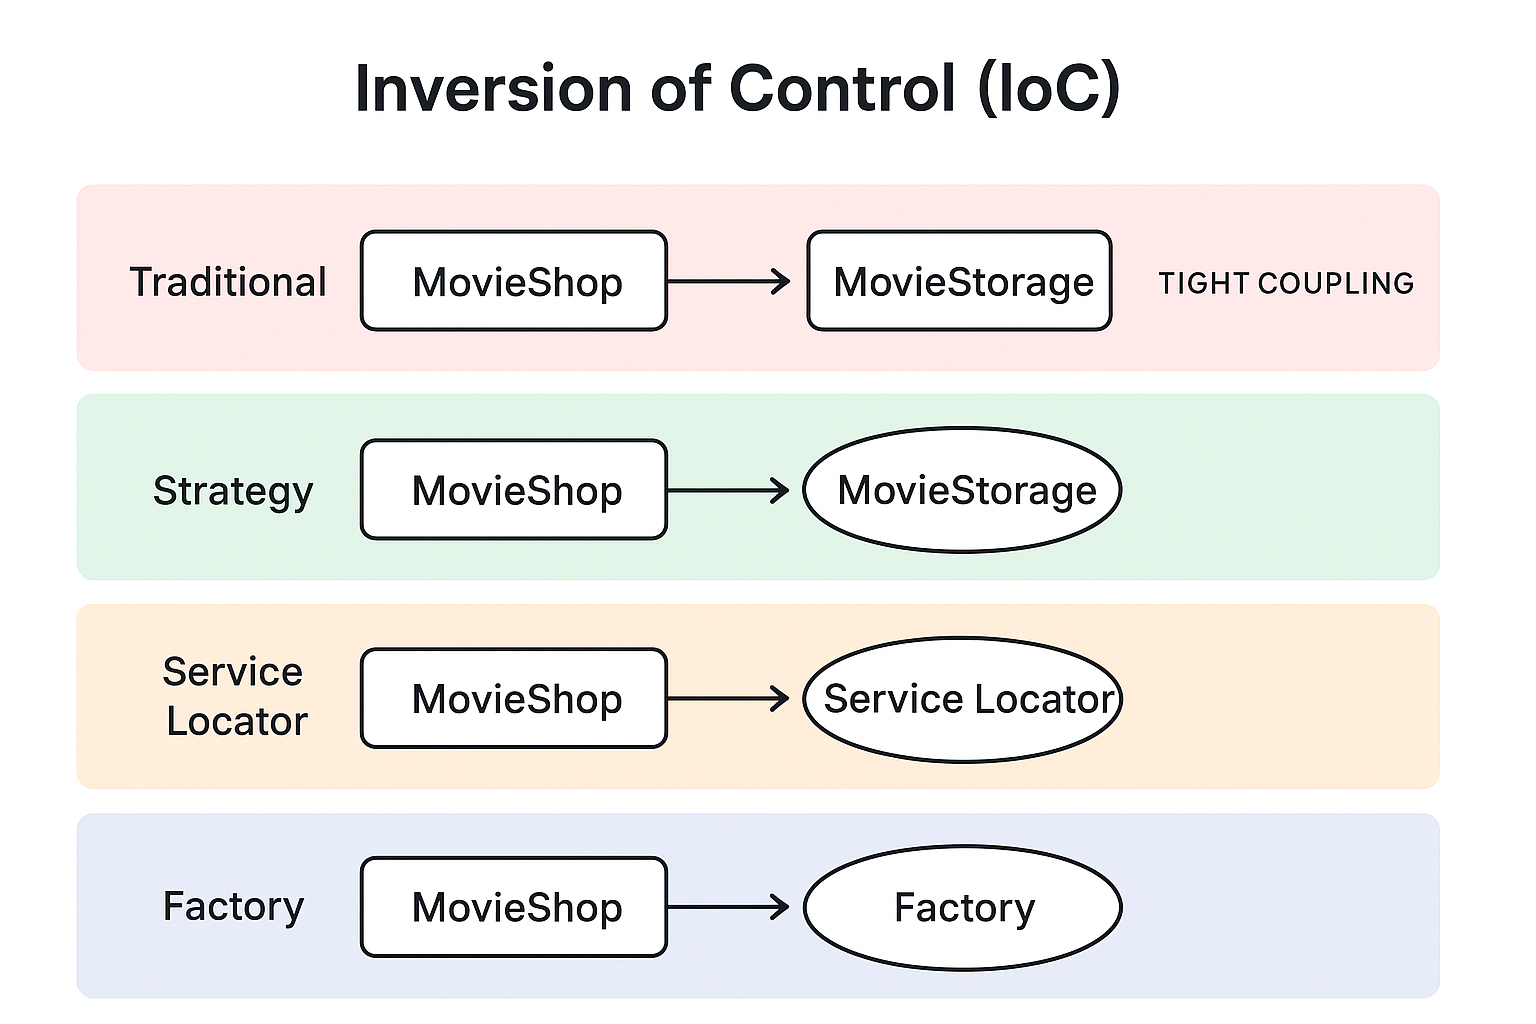 Inversion of Control (IoC)
Traditional
MovieShop
MovieStorage
TIGHT COUPLING
Strategy
MovieShop
MovieStorage
Service
Locator
MovieShop
Service Locator
Factory
MovieShop
Factory